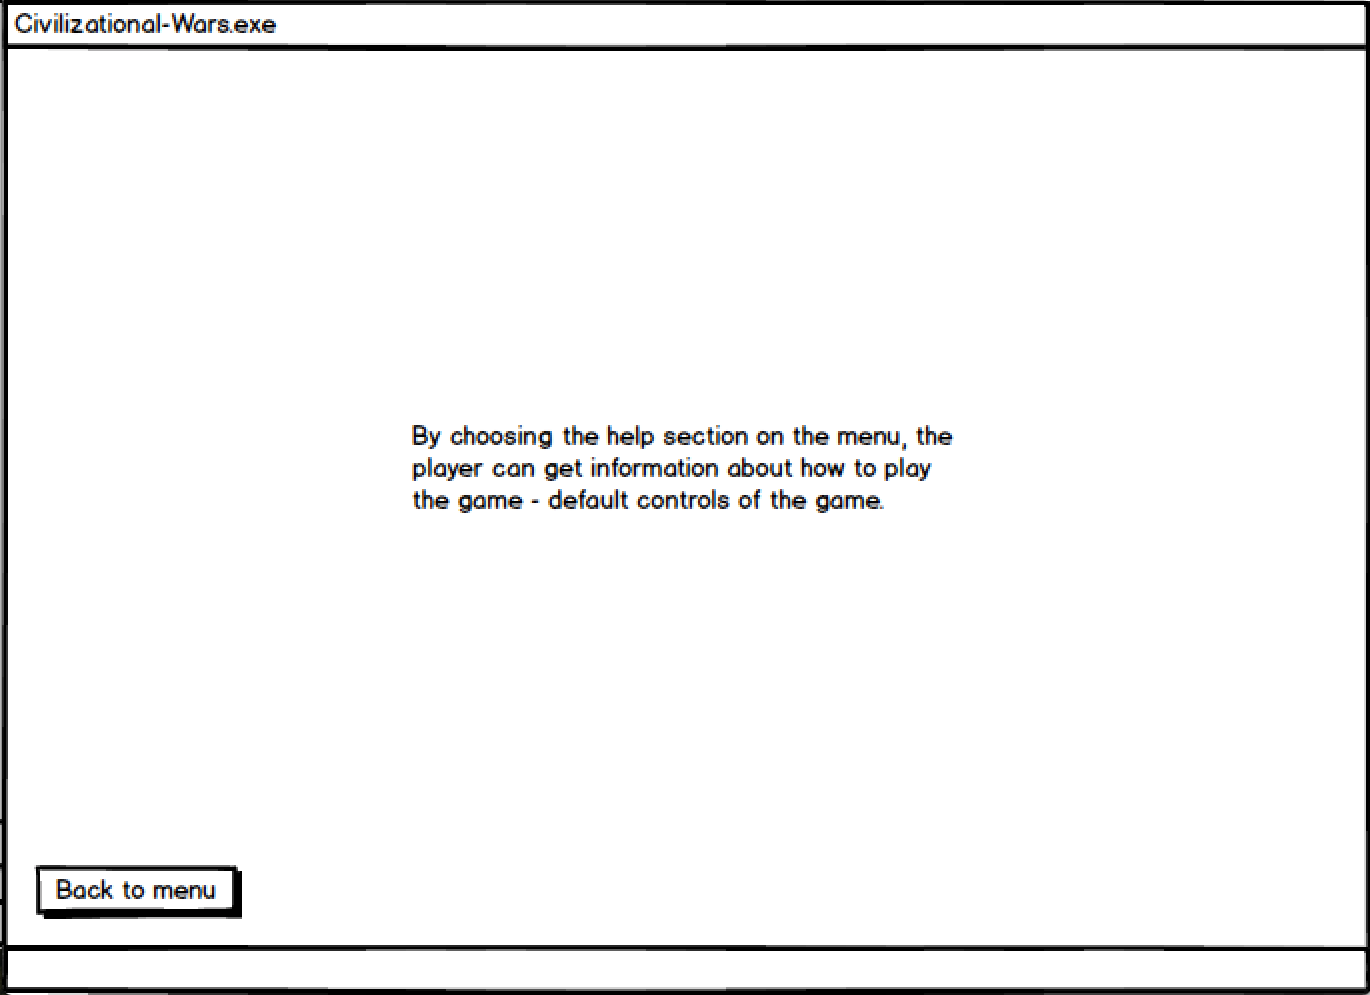 Civilizational-Wars.exe
By choosing the help section on the menu, the
player can get information about how to play
the game - default controls of the game.
Back to menu